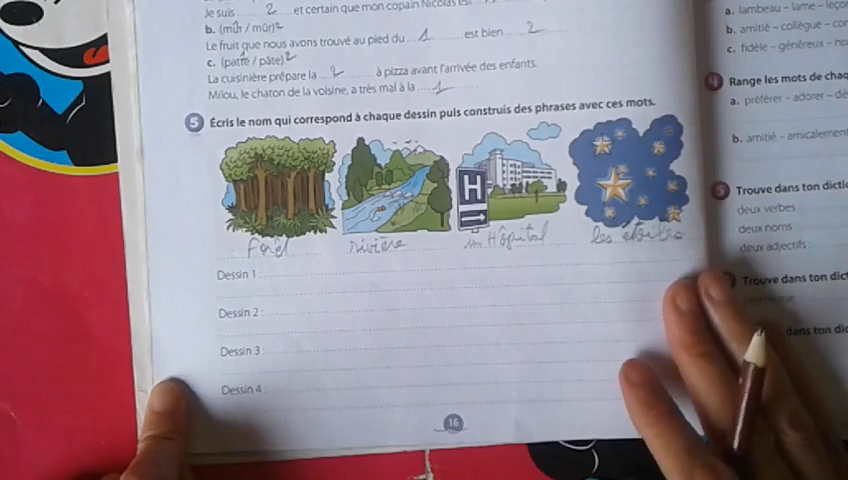 Je suis 2 et certain que mon copain Nicolas est
b. (mûr / mûr)²
Le fruit que nous avons trouvé au pied du 1 est bien 2
c. (patte / pâte)²
La cuisinière prépare la 2 à pizza avant l'arrivée des enfants.
Milou, le chaton de la voisine, a très mal à la 1
5 Écris le nom qui correspond à chaque dessin puis construis des phrases avec ces mots.
H
Forêt rivière un Hôpital les étoiles
Dessin 1 :
Dessin 2 :
Dessin 3 :
Dessin 4 :
16
a. lambeau – lame – leço
b. amitié – collègue – cor
c. fidèle – généreux – ho
4 Range les mots de chaq
a. préférer – adorer – dé
b. amitié – amicalement
5 Trouve dans ton dicti
deux verbes
deux noms
deux adjectifs :
Trouve dans ton dict
dans ton dic